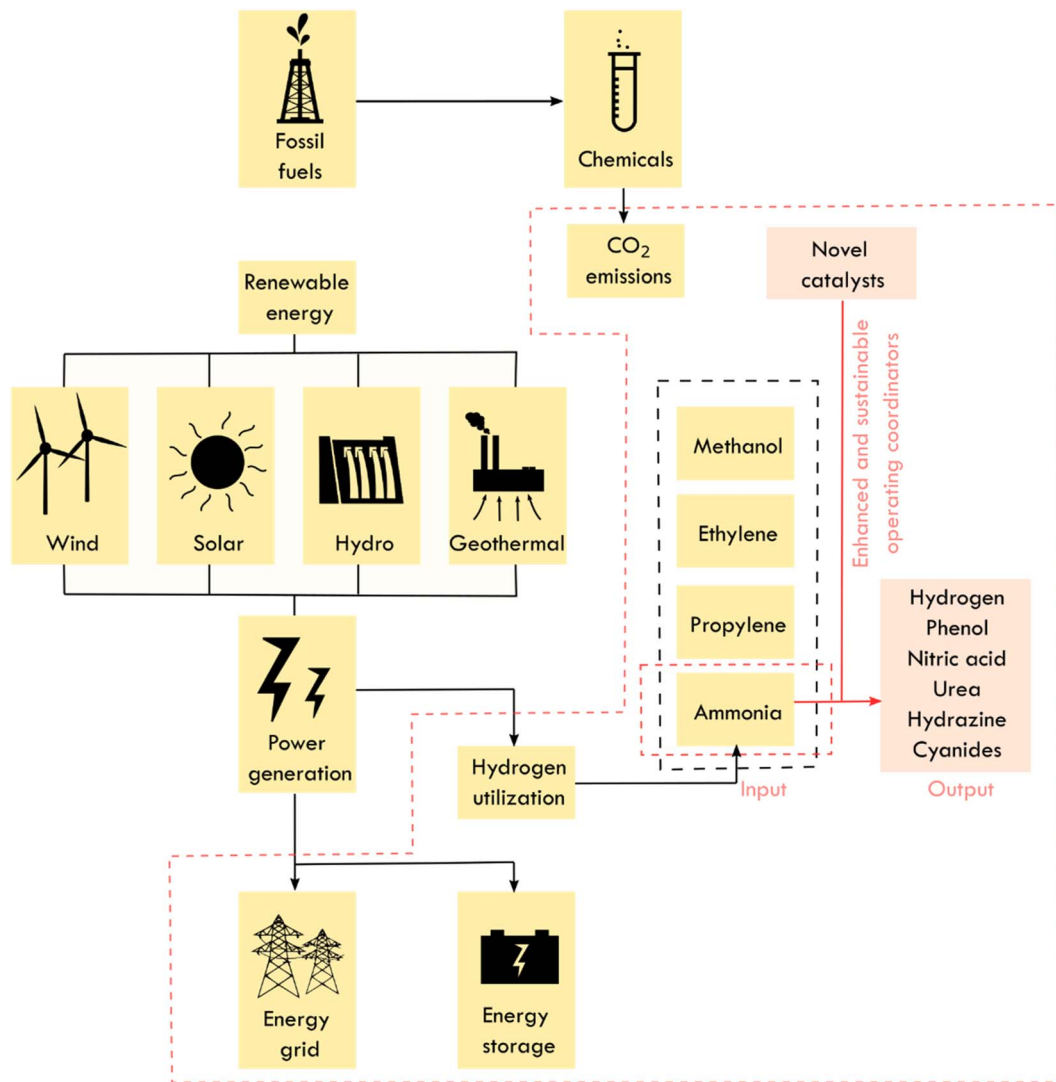 Fossil
fuels
Chemicals
CO₂
emissions
Novel
catalysts
Renewable
energy
Enhanced and sustainable
operating coordinators
Wind
Solar
Hydro
Geothermal
Methanol
Ethylene
Propylene
Ammonia
Input
Hydrogen
Phenol
Nitric acid
Urea
Hydrazine
Cyanides
Output
Power
generation
Hydrogen
utilization
Energy
grid
Energy
storage